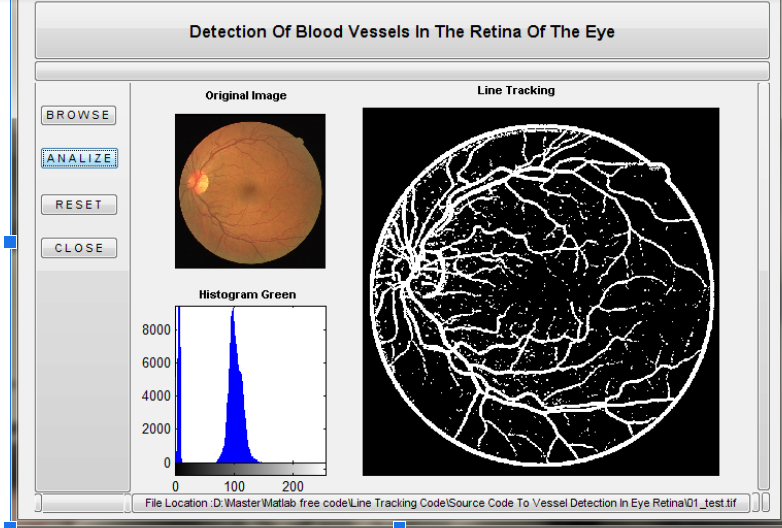 Detection Of Blood Vessels In The Retina Of The Eye
Original Image
Line Tracking
BROWSE
ANALIZE
RESET
CLOSE
Histogram Green
8000
6000
4000
2000
0
0 100 200
File Location :D:\Master\Matlab free code\Line Tracking Code\Source Code To Vessel Detection In Eye Retina\01_test.tif